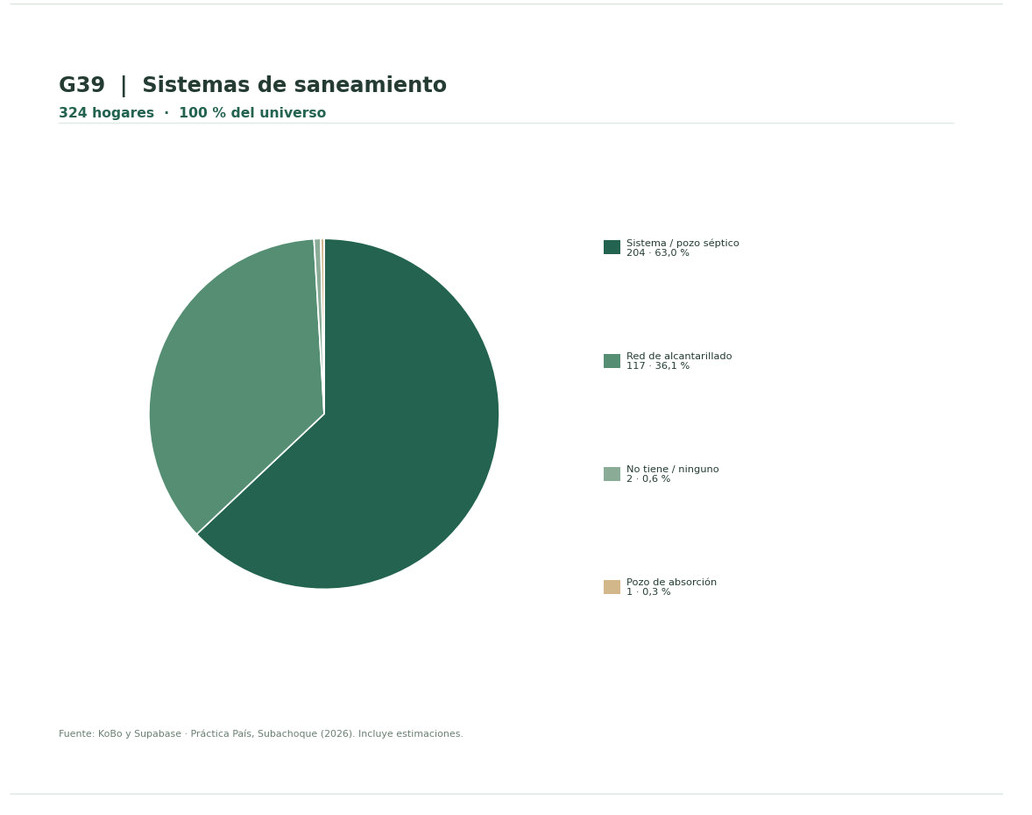 G39 | Sistemas de saneamiento
324 hogares · 100 % del universo
Sistema / pozo séptico
204 · 63,0 %
Red de alcantarillado
117 · 36,1 %
No tiene / ninguno
2 · 0,6 %
Pozo de absorción
1 · 0,3 %
Fuente: KoBo y Supabase · Práctica País, Subachoque (2026). Incluye estimaciones.